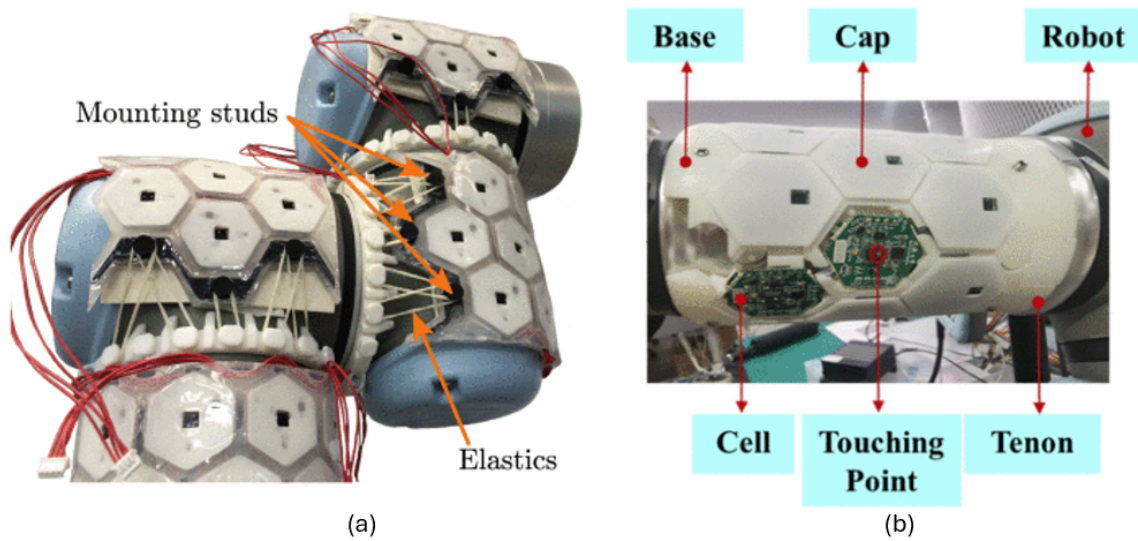 Mounting studs
Elastics
(a)
Base
Cap
Robot
Cell
Touching
Point
Tenon
(b)